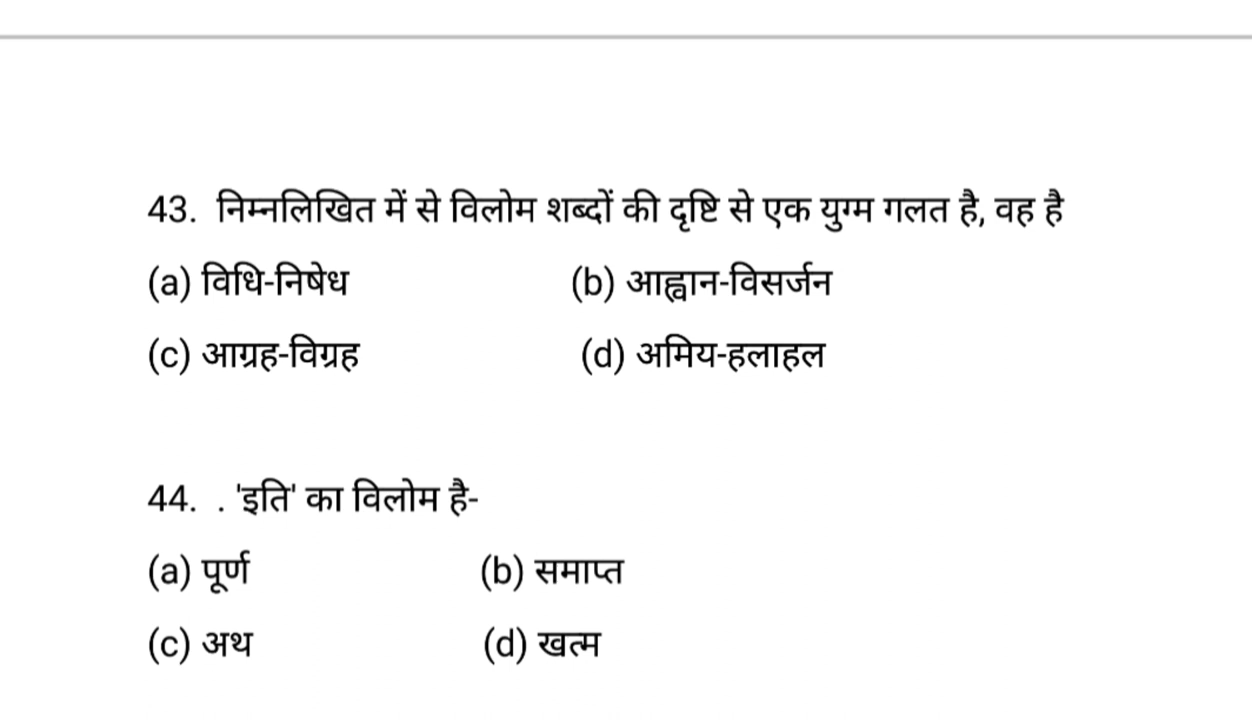 43. निम्नलिखित में से विलोम शब्दों की दृष्टि से एक युग्म गलत है, वह है
(a) विधि-निषेध (b) आह्वान-विसर्जन
(c) आग्रह-विग्रह (d) अमिय-हलाहल
44. . 'इति' का विलोम है-
(a) पूर्ण (b) समाप्त
(c) अथ (d) खत्म